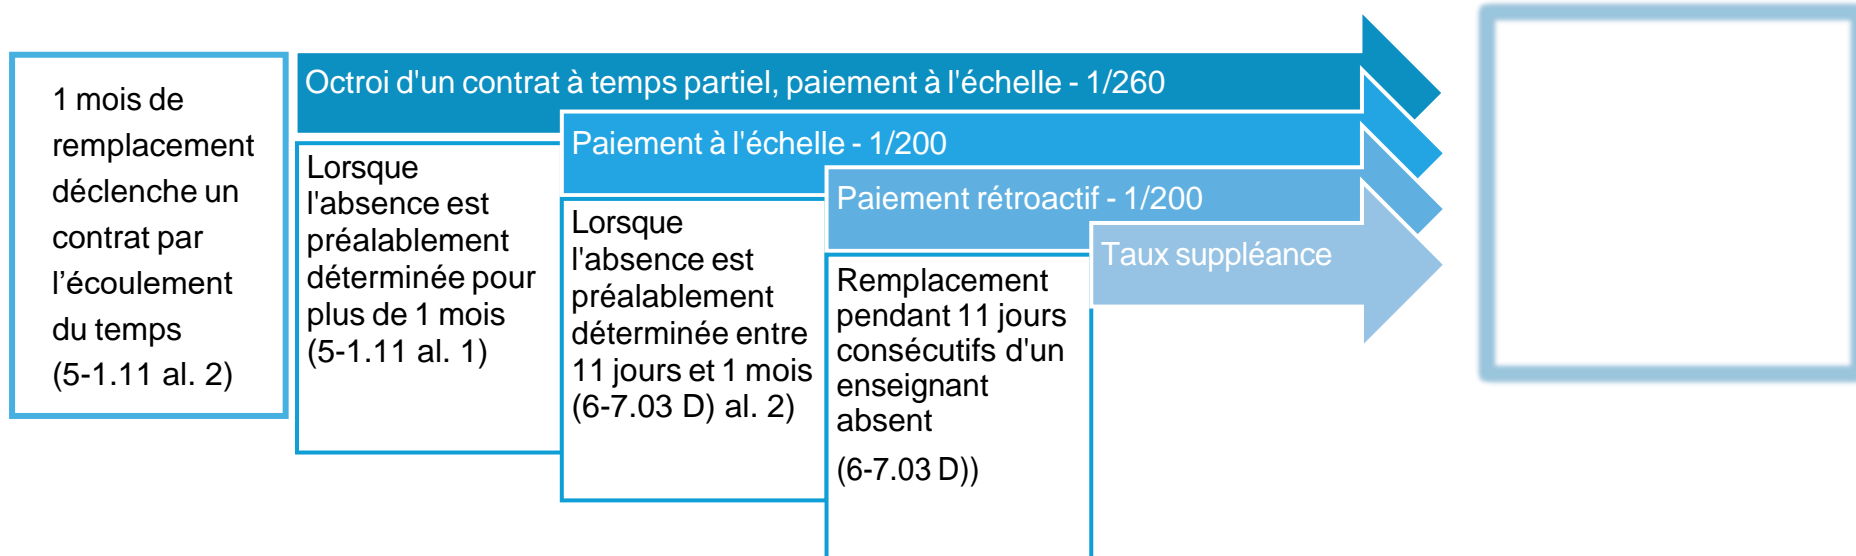 1 mois de
remplacement
déclenche un
contrat par
l’écoulement
du temps
(5-1.11 al. 2)
Octroi d'un contrat à temps partiel, paiement à l'échelle - 1/260
Lorsque
l'absence est
préalablement
déterminée pour
plus de 1 mois
(5-1.11 al. 1)
Paiement à l'échelle - 1/200
Lorsque
l'absence est
préalablement
déterminée entre
11 jours et 1 mois
(6-7.03 D) al. 2)
Paiement rétroactif - 1/200
Remplacement
pendant 11 jours
consécutifs d'un
enseignant
absent
(6-7.03 D))
Taux suppléance